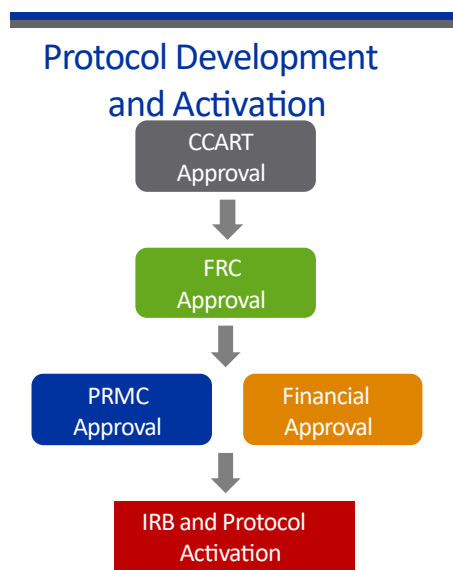 Protocol Development
and Activation
CCART
Approval
FRC
Approval
PRMC
Approval
Financial
Approval
IRB and Protocol
Activation